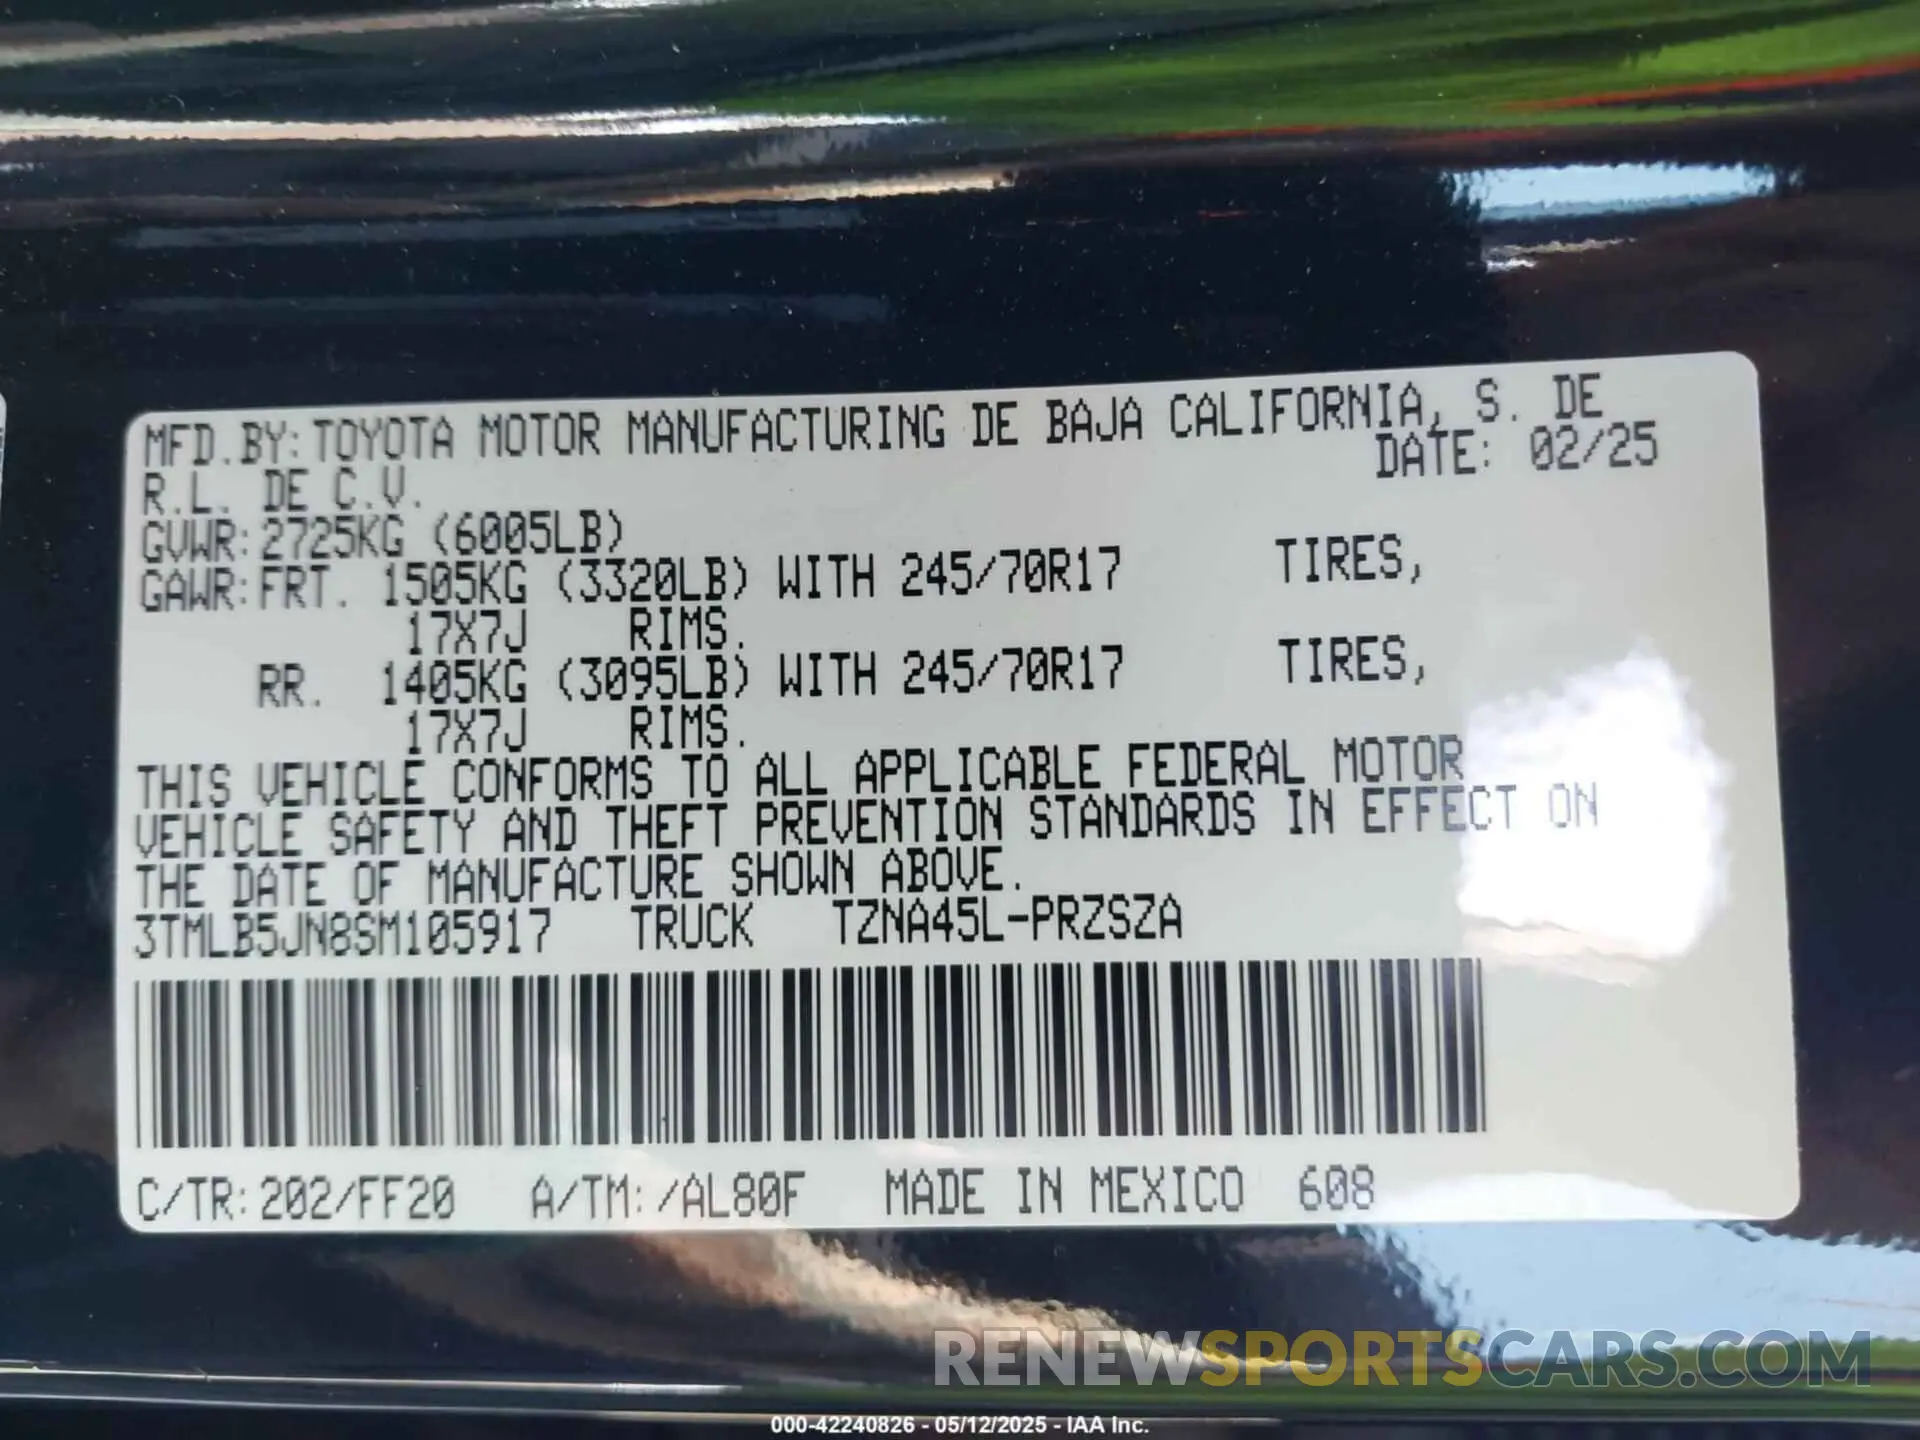 MFD.BY:TOYOTA MOTOR MANUFACTURING DE BAJA CALIFORNIA, S. DE
R.L. DE C.V. DATE: 02/25
GVWR:2725KG (6005LB)
GAWR:FRT. 1505KG (3320LB) WITH 245/70R17 TIRES,
17X7J RIMS.
RR. 1405KG (3095LB) WITH 245/70R17 TIRES,
17X7J RIMS.
THIS VEHICLE CONFORMS TO ALL APPLICABLE FEDERAL MOTOR
VEHICLE SAFETY AND THEFT PREVENTION STANDARDS IN EFFECT ON
THE DATE OF MANUFACTURE SHOWN ABOVE.
3TMLB5JN8SM105917 TRUCK TZNA45L-PRZSZA
C/TR:202/FF20 A/TM:/AL80F MADE IN MEXICO 608
RENEWSPORTSCARS.COM
000-42240826 - 05/12/2025 - IAA Inc.